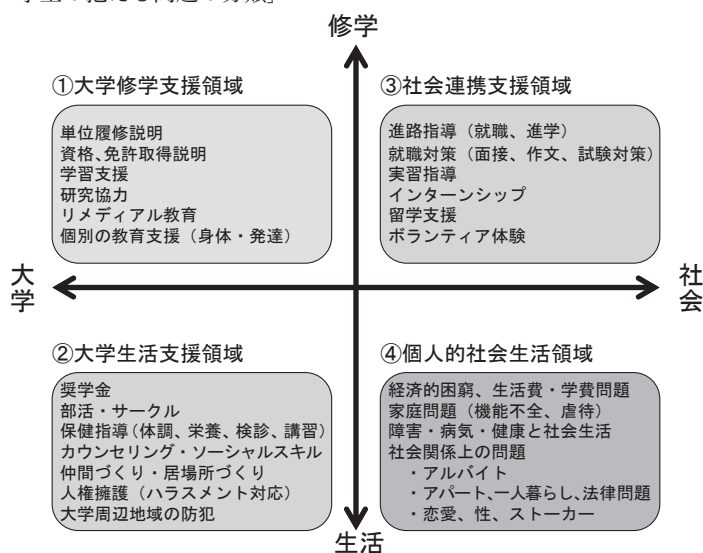 修学
①大学修学支援領域
単位履修説明
資格、免許取得説明
学習支援
研究協力
リメディアル教育
個別の教育支援（身体・発達）
③社会連携支援領域
進路指導（就職、進学）
就職対策（面接、作文、試験対策）
実習指導
インターンシップ
留学支援
ボランティア体験
大学
社会
②大学生活支援領域
奨学金
部活・サークル
保健指導（体調、栄養、検診、講習）
カウンセリング・ソーシャルスキル
仲間づくり・居場所づくり
人権擁護（ハラスメント対応）
大学周辺地域の防犯
④個人的社会生活領域
経済的困窮、生活費・学費問題
家庭問題（機能不全、虐待）
障害・病気・健康と社会生活
社会関係上の問題
・アルバイト
・アパート、一人暮らし、法律問題
・恋愛、性、ストーカー
生活